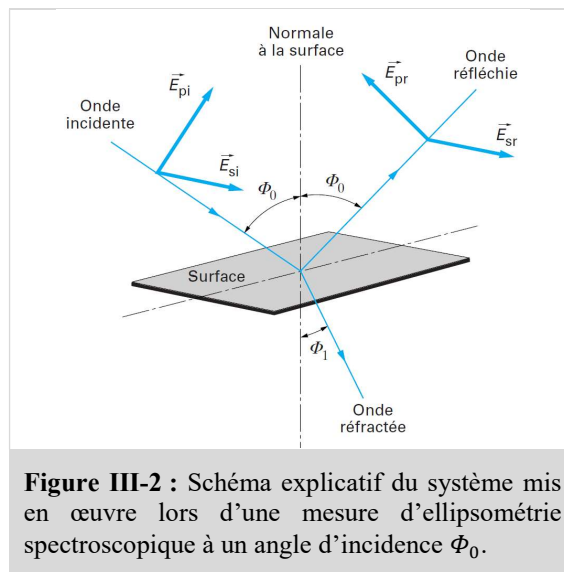 Normale
à la surface
Onde
réfléchie
E⃗pr
E⃗pi
Onde
incidente
E⃗sr
E⃗si
Φ0
Φ0
Surface
Φ1
Onde
réfractée
Figure III-2 : Schéma explicatif du système mis
en œuvre lors d’une mesure d’ellipsométrie
spectroscopique à un angle d’incidence Φ0.